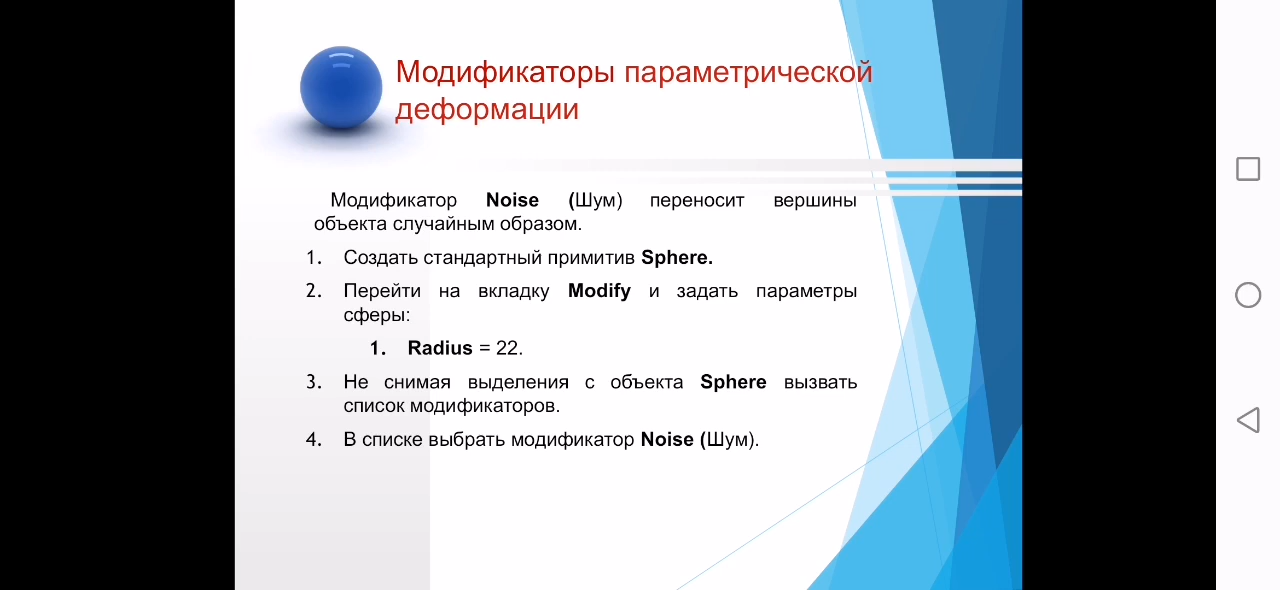 Модификаторы параметрической
деформации
Модификатор Noise (Шум) переносит вершины
объекта случайным образом.
1. Создать стандартный примитив Sphere.
2. Перейти на вкладку Modify и задать параметры
сферы:
1. Radius = 22.
3. Не снимая выделения с объекта Sphere вызвать
список модификаторов.
4. В списке выбрать модификатор Noise (Шум).